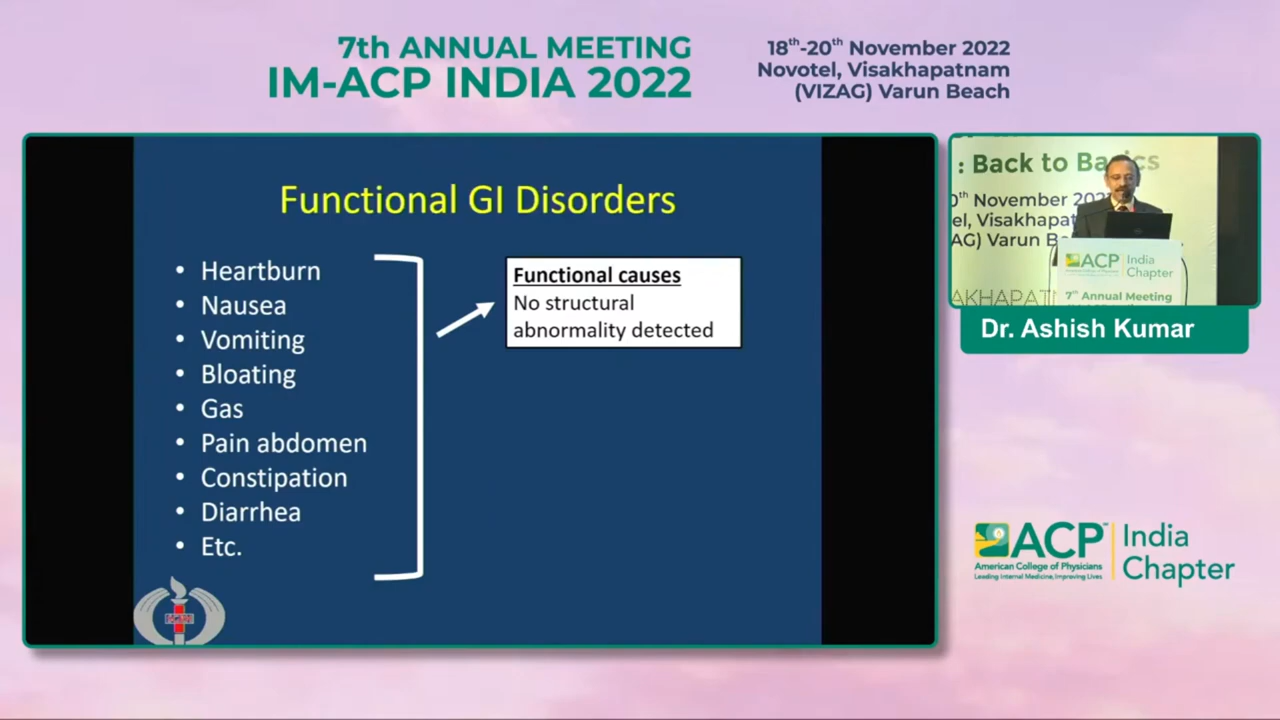 7th ANNUAL MEETING
IM-ACP INDIA 2022
18th-20th November 2022
Novotel, Visakhapatnam
(VIZAG) Varun Beach
Functional GI Disorders
• Heartburn
• Nausea
• Vomiting
• Bloating
• Gas
• Pain abdomen
• Constipation
• Diarrhea
• Etc.
Functional causes
No structural
abnormality detected
: Back to Basics
November 202
el, Visakhapat
AG) Varun B
ACP India
Chapter
7th Annual Meeting
AKHAPATN
Dr. Ashish Kumar
ACP™
American College of Physicians
Leading Internal Medicine, Improving Lives
India
Chapter